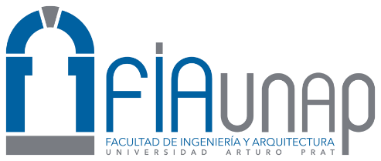 FiAunap
FACULTAD DE INGENIERÍA Y ARQUITECTURA
UNIVERSIDAD ARTURO PRAT